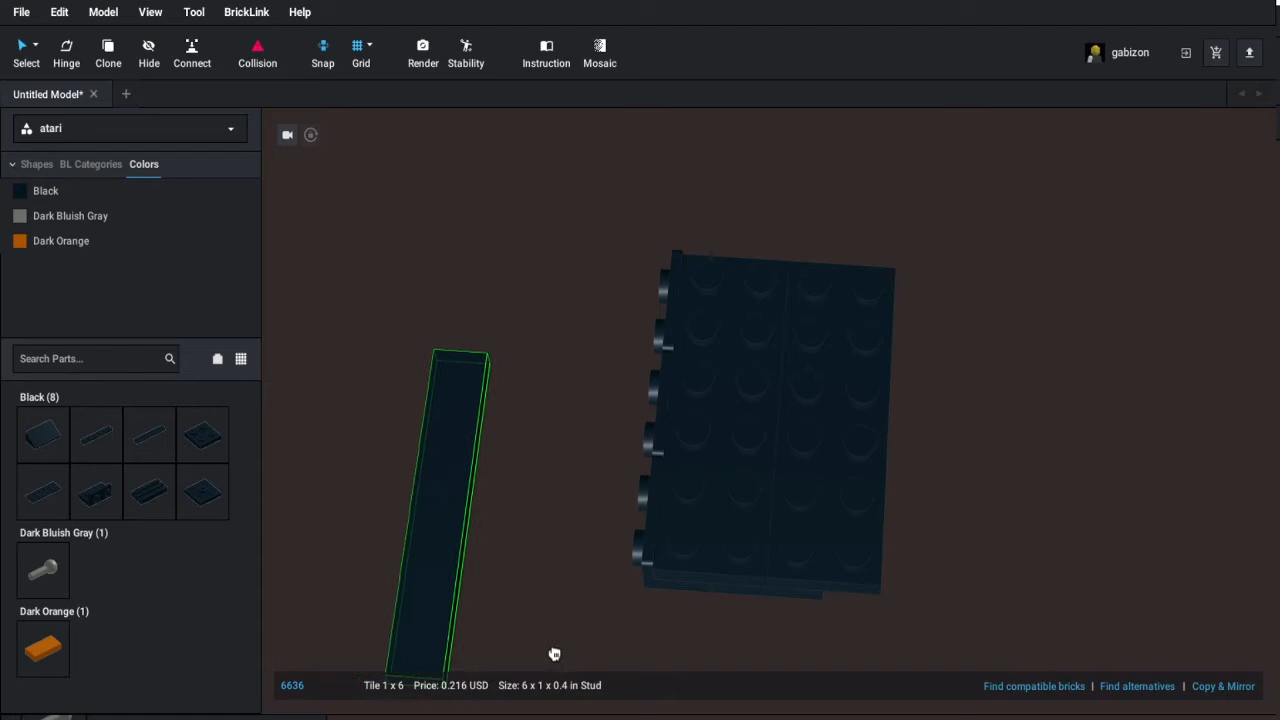 File Edit Model View Tool BrickLink Help
Select Hinge Clone Hide Connect Collision Snap Grid Render Stability Instruction Mosaic
gabizon
Untitled Model*
atari
Shapes BL Categories Colors
Black
Dark Bluish Gray
Dark Orange
Search Parts...
Black (8)
Dark Bluish Gray (1)
Dark Orange (1)
6636 Tile 1 x 6 Price: 0.216 USD Size: 6 x 1 x 0.4 in Stud Find compatible bricks | Find alternatives | Copy & Mirror